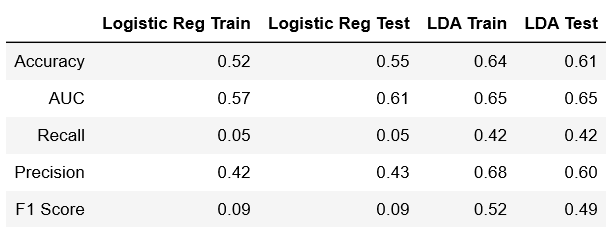 Logistic Reg Train Logistic Reg Test LDA Train LDA Test
Accuracy 0.52 0.55 0.64 0.61
AUC 0.57 0.61 0.65 0.65
Recall 0.05 0.05 0.42 0.42
Precision 0.42 0.43 0.68 0.60
F1 Score 0.09 0.09 0.52 0.49